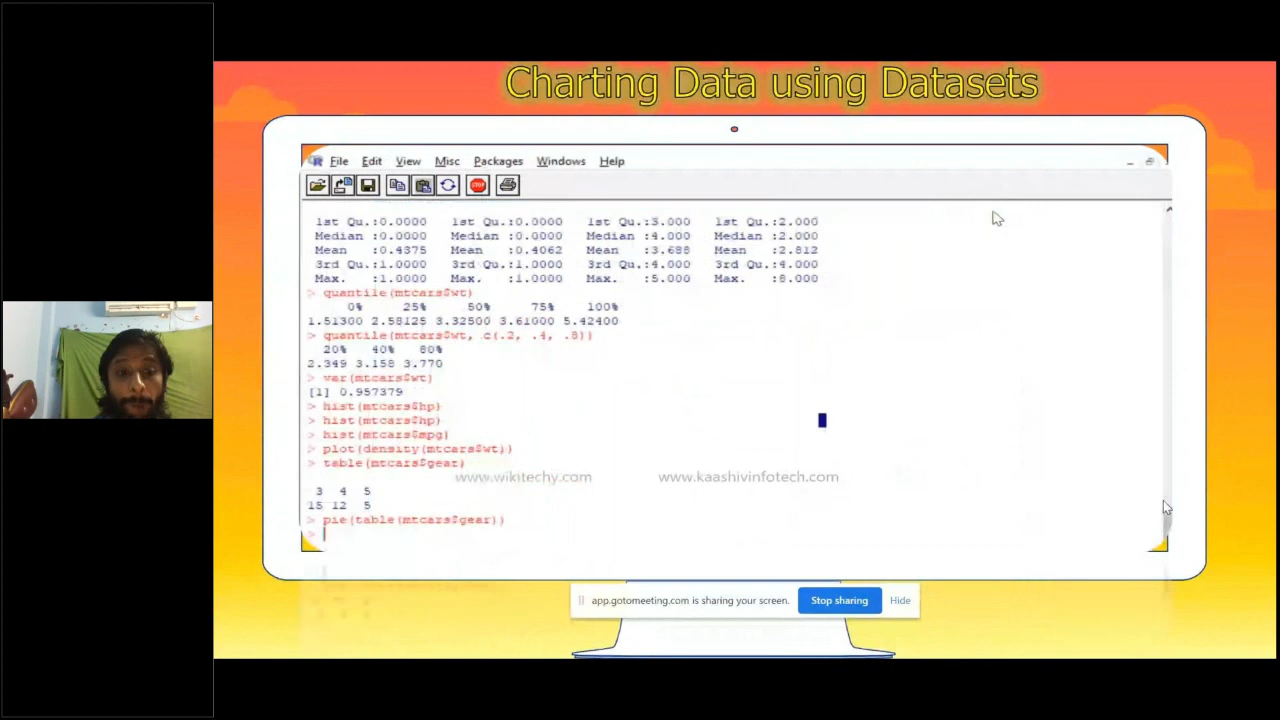 Charting Data using Datasets
File Edit View Misc Packages Windows Help
STOP
1st Qu.:0.0000 1st Qu.:0.0000 1st Qu.:3.000 1st Qu.:2.000
Median :0.0000 Median :0.0000 Median :4.000 Median :2.000
Mean :0.4375 Mean :0.4062 Mean :3.688 Mean :2.812
3rd Qu.:1.0000 3rd Qu.:1.0000 3rd Qu.:4.000 3rd Qu.:4.000
Max. :1.0000 Max. :1.0000 Max. :5.000 Max. :8.000
> quantile(mtcars$wt)
0% 25% 50% 75% 100%
1.51300 2.58125 3.32500 3.61000 5.42400
> quantile(mtcars$wt, c(.2, .4, .8))
20% 40% 80%
2.349 3.158 3.770
> var(mtcars$wt)
[1] 0.957379
> hist(mtcars$hp)
> hist(mtcars$hp)
> hist(mtcars$mpg)
> plot(density(mtcars$wt))
> table(mtcars$gear)
www.wikitechy.com www.kaashivinfotech.com
3 4 5
15 12 5
> pie(table(mtcars$gear))
>
app.gotomeeting.com is sharing your screen. Stop sharing Hide